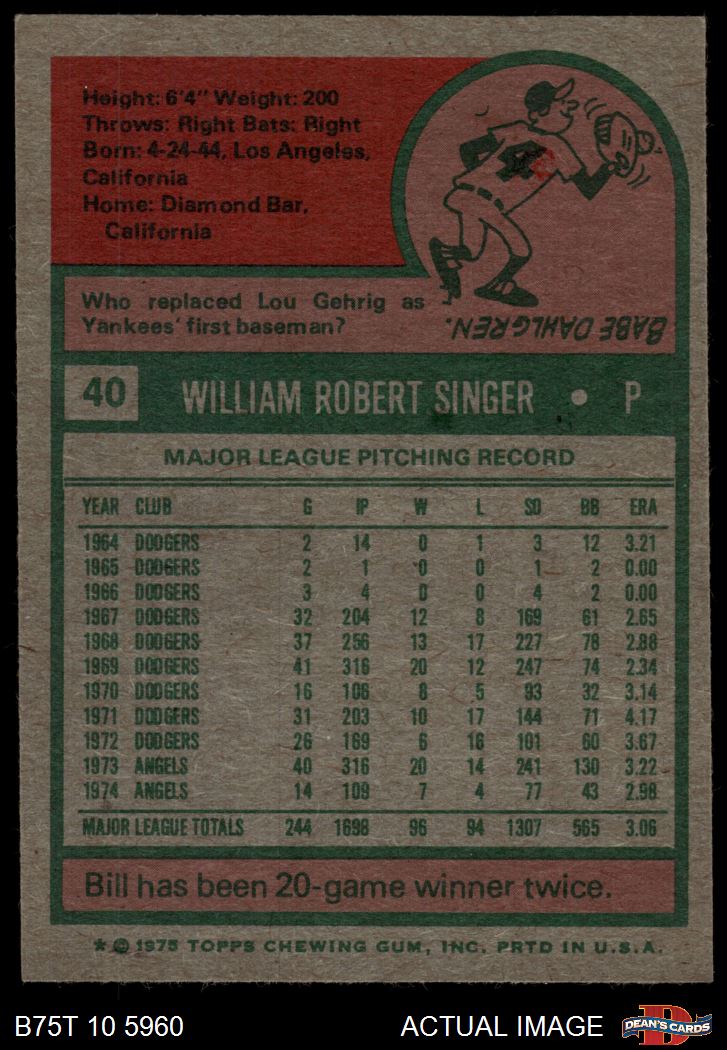 Height: 6'4" Weight: 200
Throws: Right Bats: Right
Born: 4-24-44, Los Angeles,
California
Home: Diamond Bar,
California
Who replaced Lou Gehrig as
Yankees' first baseman?
BABE DAHLGREN.
40 WILLIAM ROBERT SINGER • P
MAJOR LEAGUE PITCHING RECORD
YEAR CLUB G IP W L SO BB ERA
1964 DODGERS 2 14 0 1 3 12 3.21
1965 DODGERS 2 1 0 0 1 2 0.00
1966 DODGERS 3 4 0 0 4 2 0.00
1967 DODGERS 32 204 12 8 169 61 2.65
1968 DODGERS 37 256 13 17 227 78 2.88
1969 DODGERS 41 316 20 12 247 74 2.34
1970 DODGERS 16 106 8 5 93 32 3.14
1971 DODGERS 31 203 10 17 144 71 4.17
1972 DODGERS 26 169 6 16 101 60 3.67
1973 ANGELS 40 316 20 14 241 130 3.22
1974 ANGELS 14 109 7 4 77 43 2.98
MAJOR LEAGUE TOTALS 244 1698 96 94 1307 565 3.06
Bill has been 20-game winner twice.
* © 1975 TOPPS CHEWING GUM, INC. PRTD IN U.S.A.
B75T 10 5960 ACTUAL IMAGE
DEAN'S CARDS